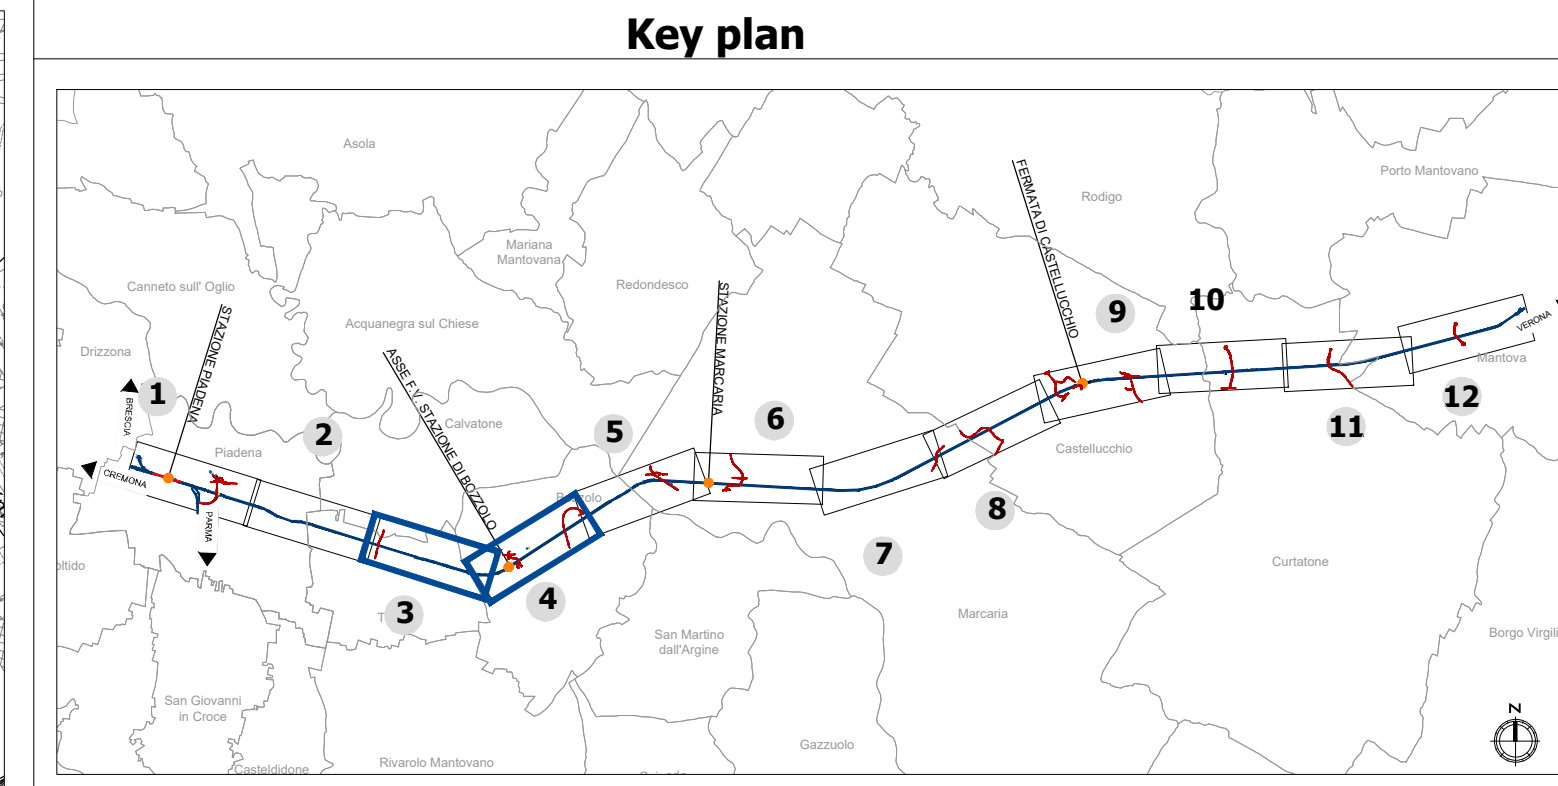 Key plan
Asola
Porto Mantovano
Rodigo
FERMATA DI CASTELLUCCHIO
Mariana
Mantovana
Redondesco
Canneto sull' Oglio
STAZIONE PIADENA
STAZIONE MARCARIA
Acquanegra sul Chiese
ASSE F.V. STAZIONE DI BOZZOLO
Drizzona
9
10
VERONA
Mantova
1
BRESCIA
2
Calvatone
5
6
12
11
Piadena
CREMONA
Castellucchio
PARMA
8
7
Curtatone
3
4
Marcaria
San Martino
dall'Argine
Borgo Virgili
San Giovanni
in Croce
N
Gazzuolo
Rivarolo Mantovano
Casteldidone